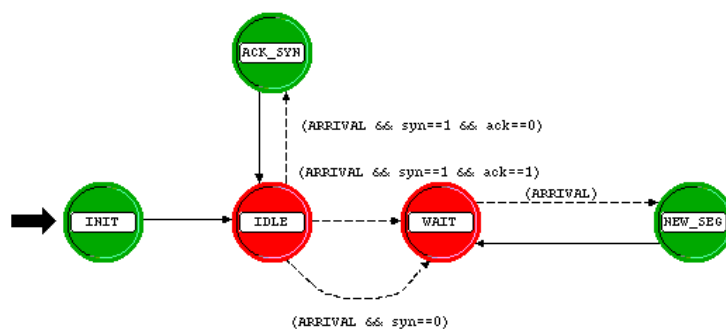 ACK_SYN
(ARRIVAL && syn==1 && ack==0)
(ARRIVAL && syn==1 && ack==1)
(ARRIVAL)
INIT
IDLE
WAIT
NEW_SEG
(ARRIVAL && syn==0)